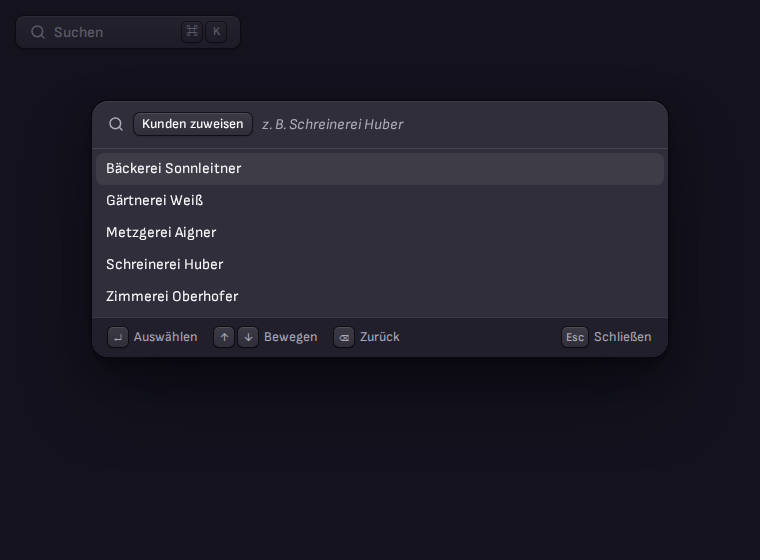 Suchen ⌘ K
Kunden zuweisen z. B. Schreinerei Huber
Bäckerei Sonnleitner
Gärtnerei Weiß
Metzgerei Aigner
Schreinerei Huber
Zimmerei Oberhofer
↵ Auswählen ↑ ↓ Bewegen ⌫ Zurück Esc Schließen